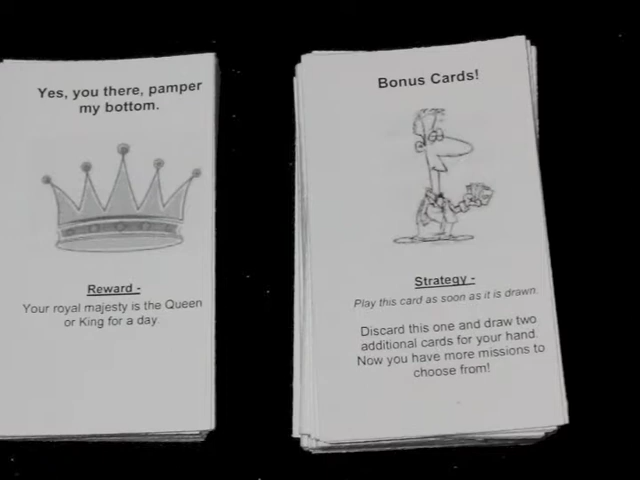 Yes, you there, pamper
my bottom.
Reward -
Your royal majesty is the Queen
or King for a day.
Bonus Cards!
Strategy -
Play this card as soon as it is drawn.
Discard this one and draw two
additional cards for your hand.
Now you have more missions to
choose from!